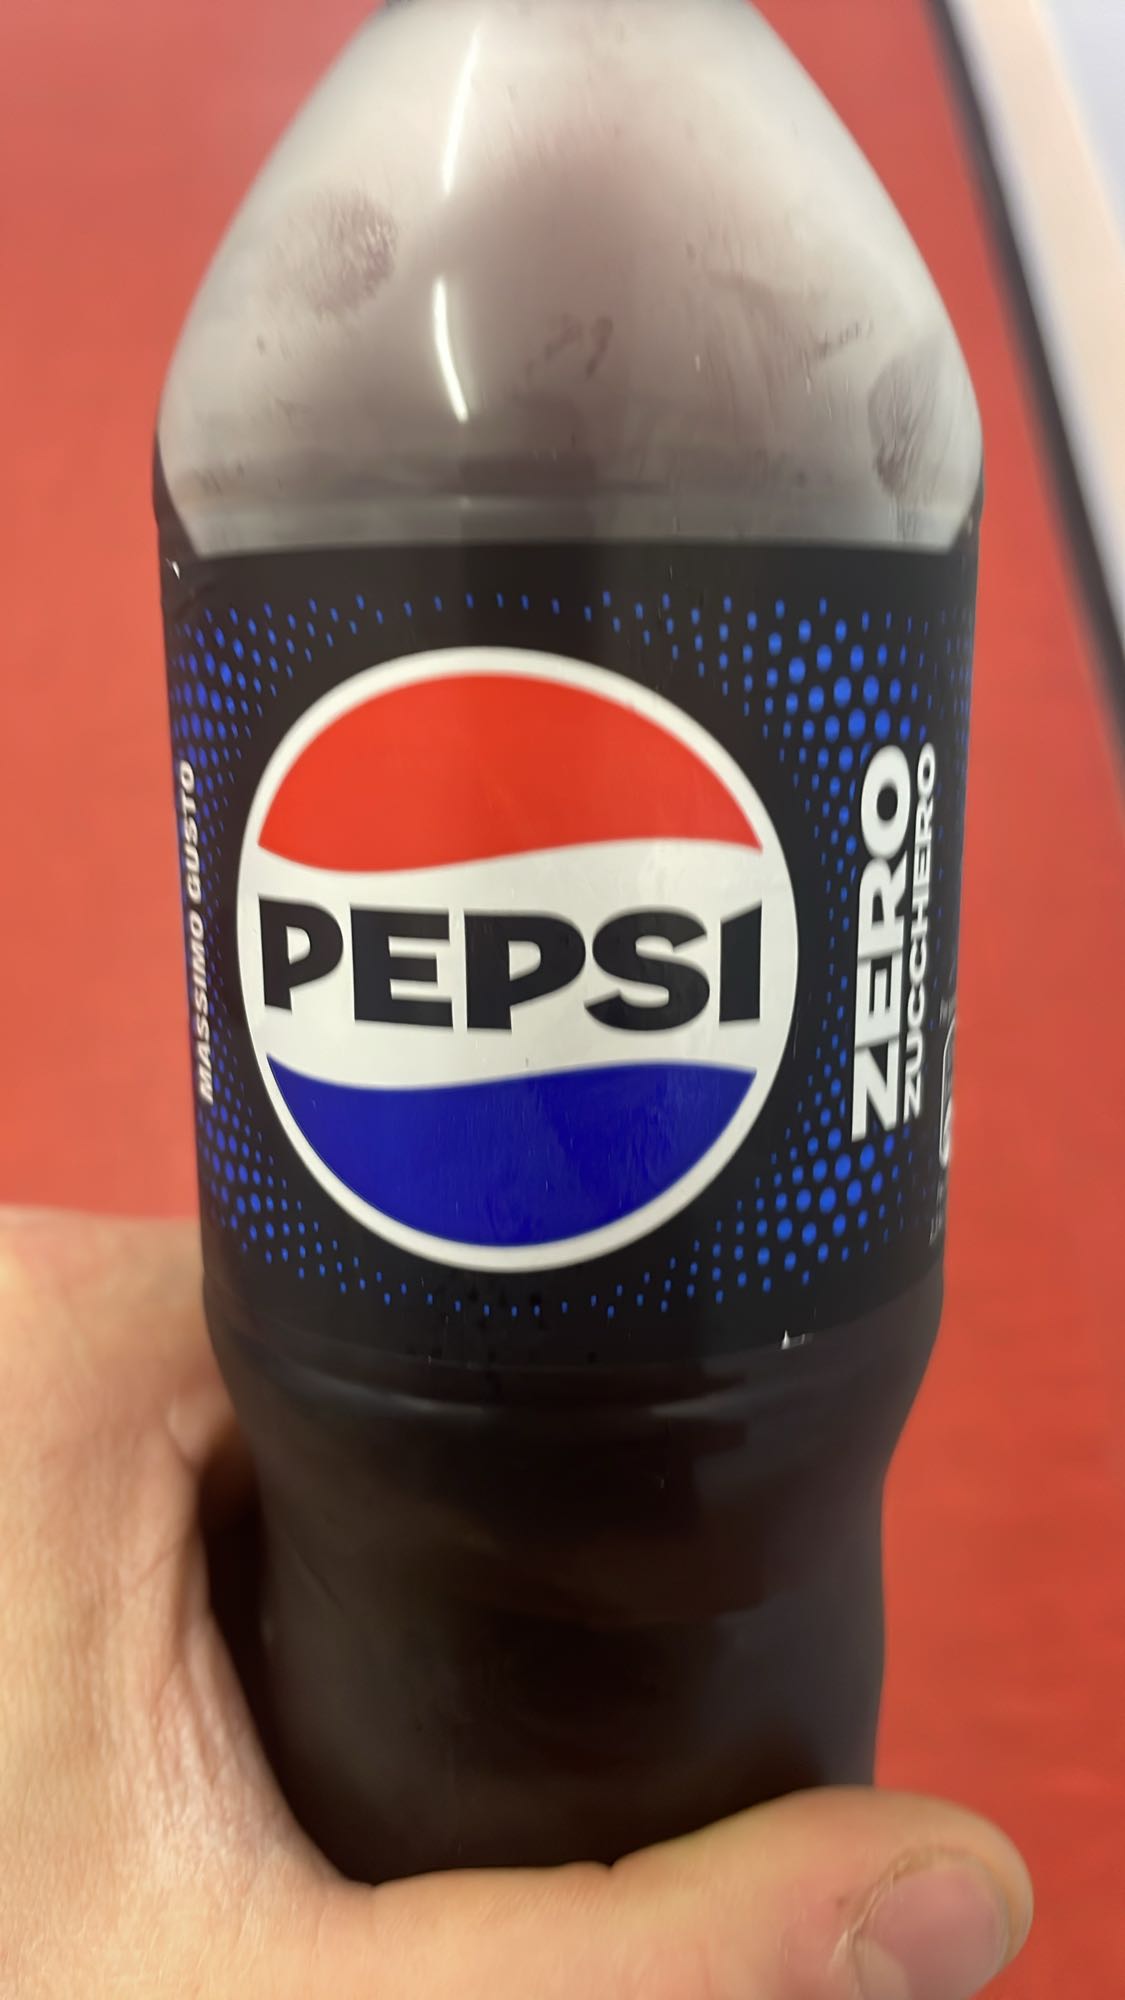 MASSIMO GUSTO
PEPSI
ZERO
ZUCCHERO